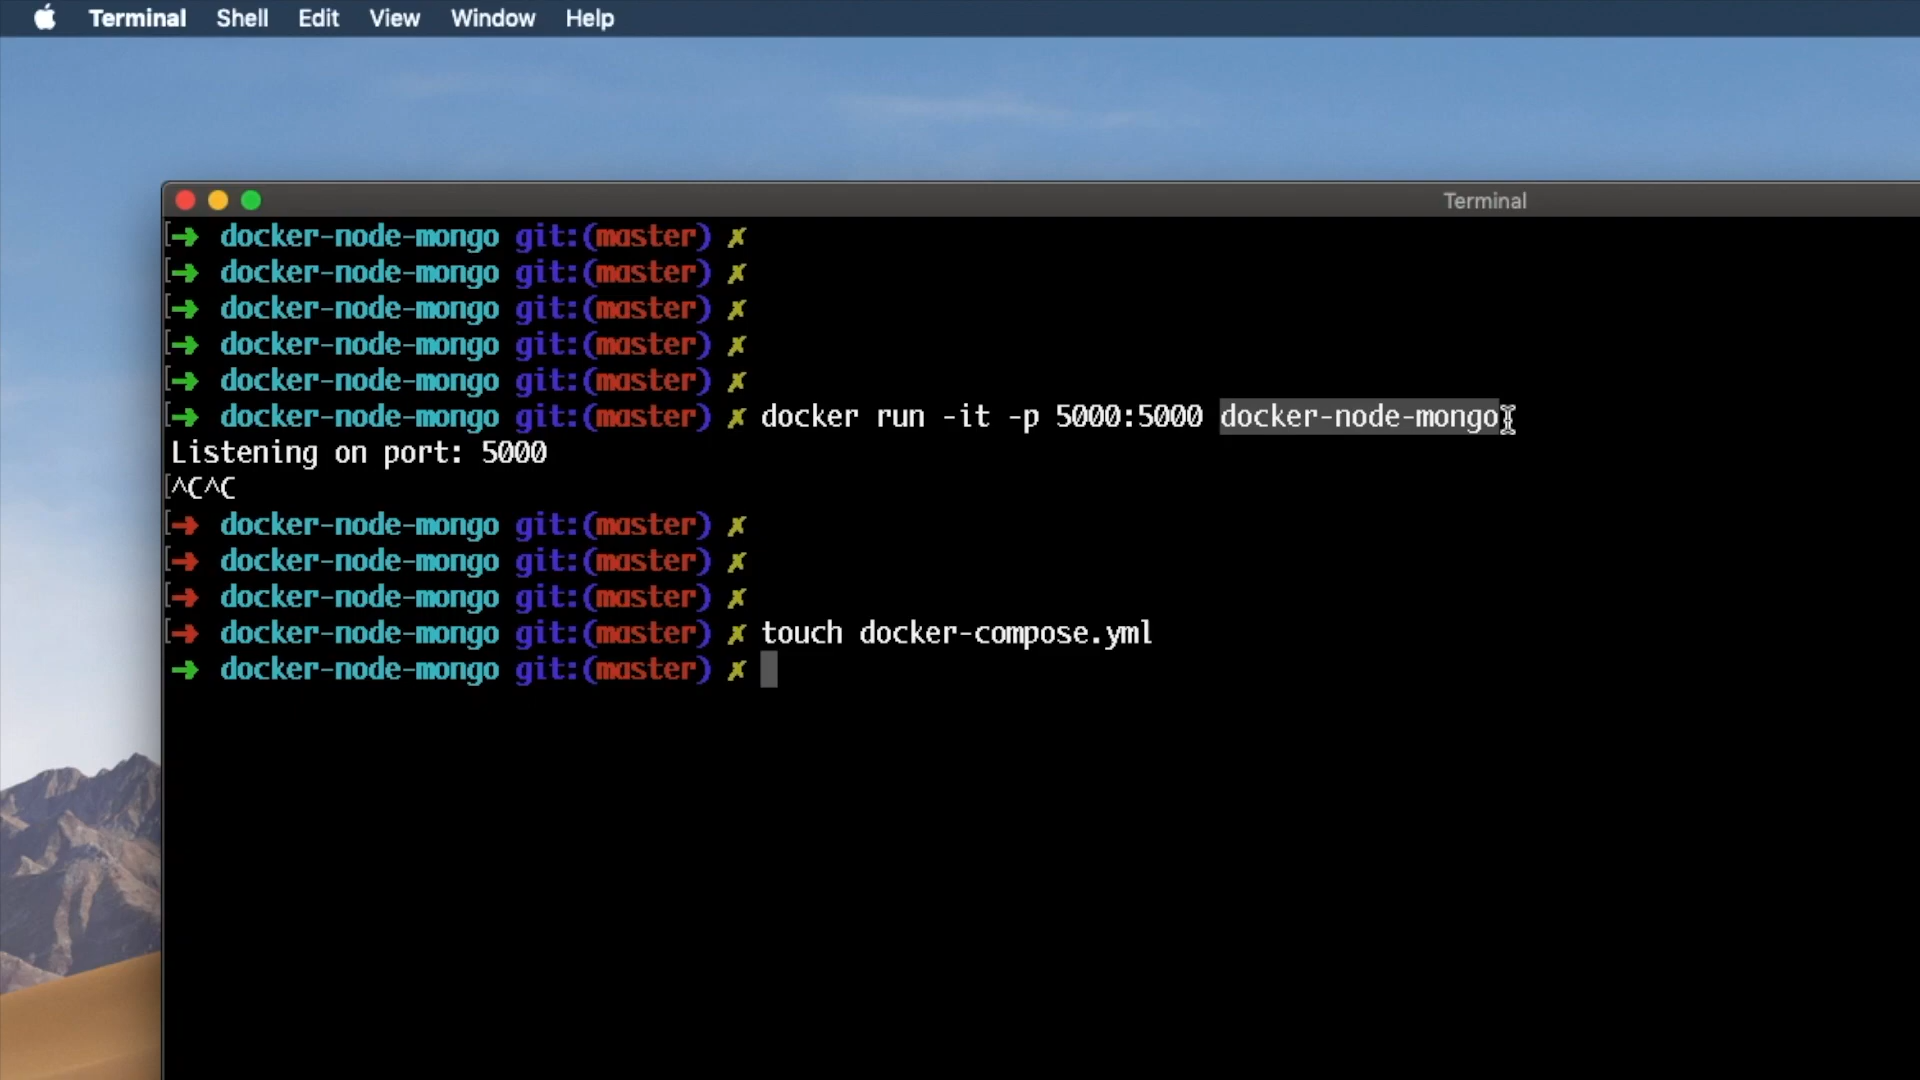 Terminal Shell Edit View Window Help
Terminal
[→ docker-node-mongo git:(master) ✗
[→ docker-node-mongo git:(master) ✗
[→ docker-node-mongo git:(master) ✗
[→ docker-node-mongo git:(master) ✗
[→ docker-node-mongo git:(master) ✗
[→ docker-node-mongo git:(master) ✗ docker run -it -p 5000:5000 docker-node-mongo
Listening on port: 5000
[^C^C
[→ docker-node-mongo git:(master) ✗
[→ docker-node-mongo git:(master) ✗
[→ docker-node-mongo git:(master) ✗
[→ docker-node-mongo git:(master) ✗ touch docker-compose.yml
→ docker-node-mongo git:(master) ✗